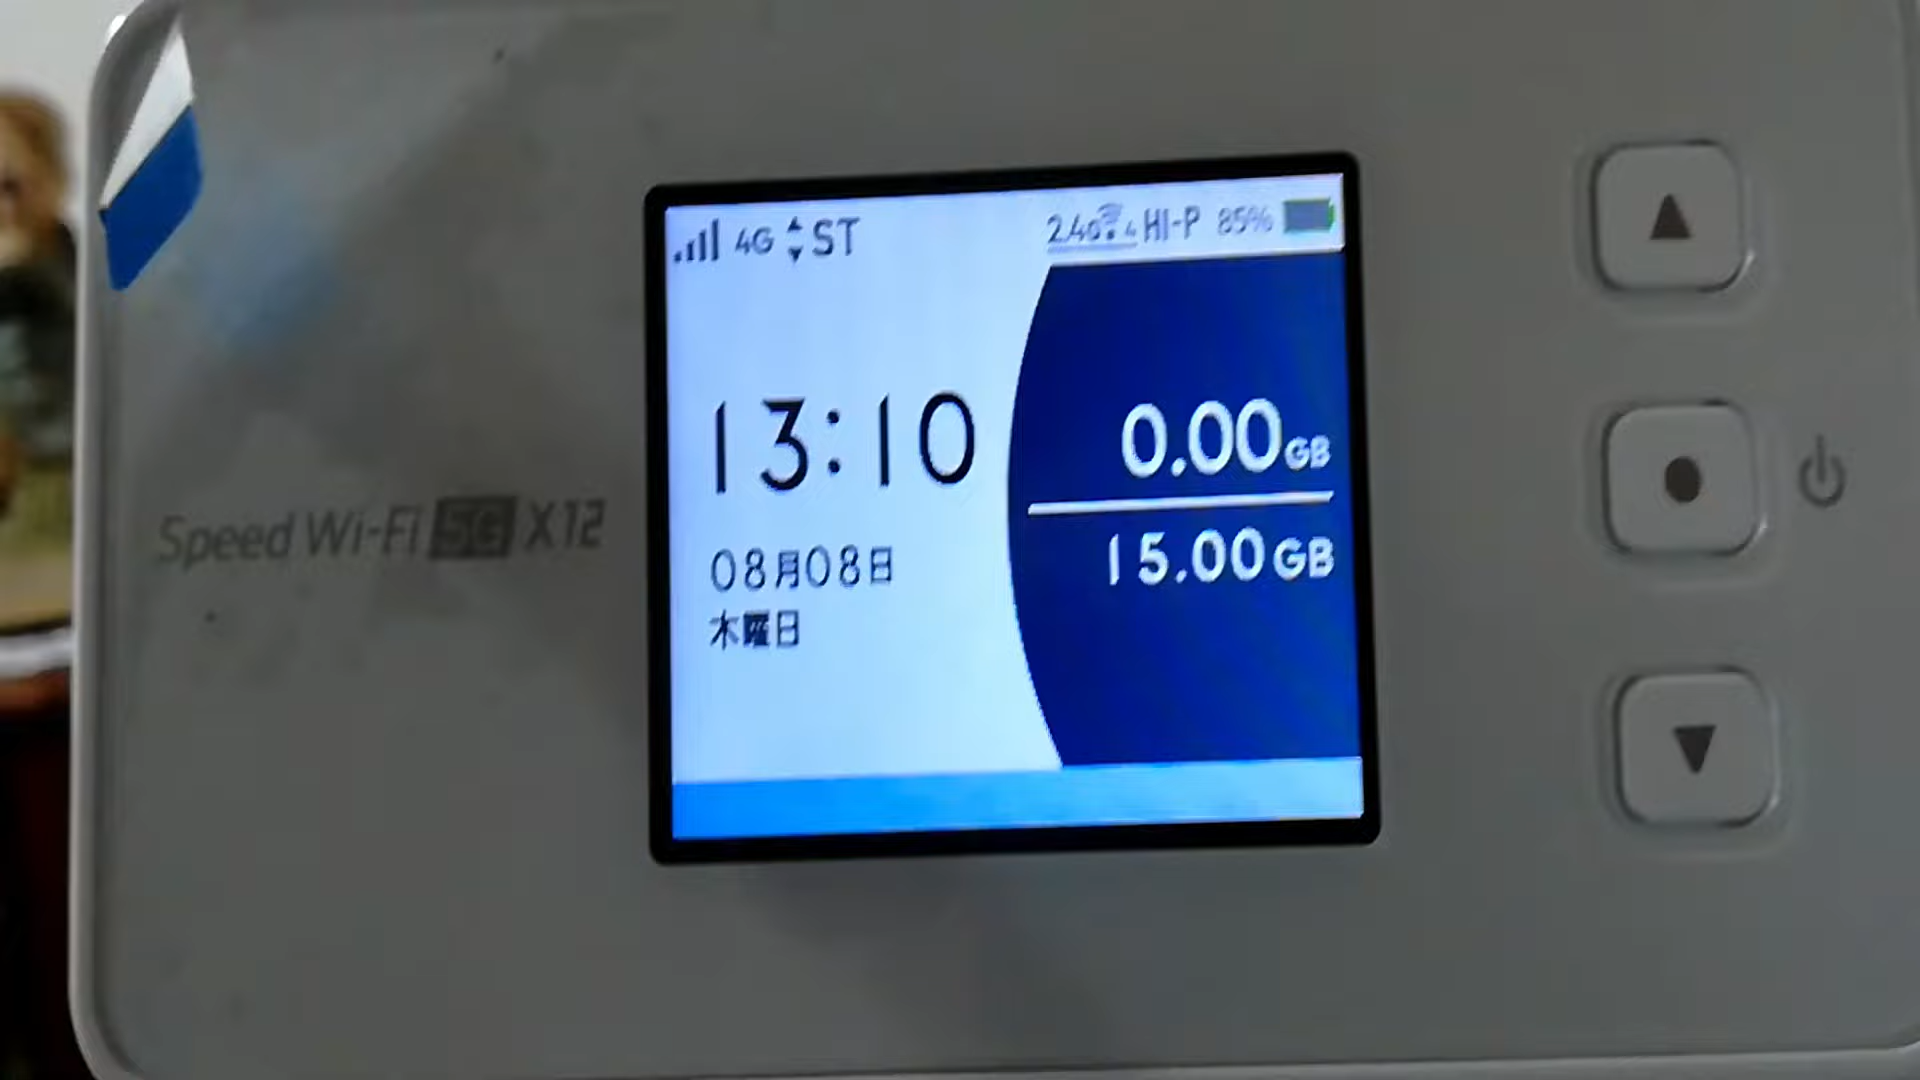 4G ST 2.4G 4 HI-P 85%
13:10
0.00GB
15.00GB
08月08日
木曜日
Speed Wi-Fi 5G X12